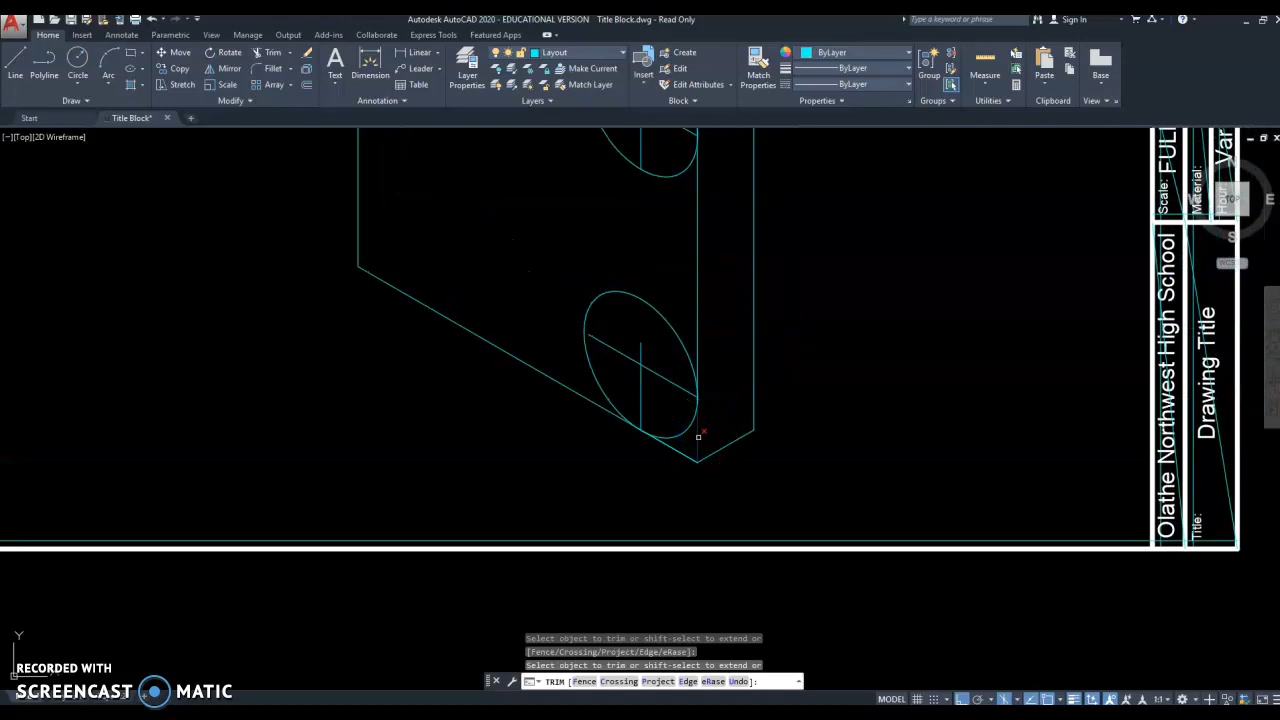 Autodesk AutoCAD 2020 - EDUCATIONAL VERSION Title Block.dwg - Read Only
Type a keyword or phrase
Sign In
Home Insert Annotate Parametric View Manage Output Add-ins Collaborate Express Tools Featured Apps
Line
Polyline
Circle
Arc
Move Rotate Trim
Copy Mirror Fillet
Stretch Scale Array
Text
Dimension
Linear
Leader
Table
Layer
Properties
Layout
Make Current
Match Layer
Insert
Create
Edit
Edit Attributes
Match
Properties
ByLayer
ByLayer
ByLayer
Group
Measure
Paste
Base
Draw Modify Annotation Layers Block Properties Groups Utilities Clipboard View
Start Title Block*
[−][Top][2D Wireframe]
Scale: FULL
Material:
Hour: Var
TOP
E
S
WCS
Olathe Northwest High School
Title:
Drawing Title
Y
Select object to trim or shift-select to extend or
[Fence/Crossing/Project/Edge/eRase]:
Select object to trim or shift-select to extend or
TRIM [Fence Crossing Project Edge eRase Undo]:
RECORDED WITH
SCREENCAST MATIC
MODEL
1:1